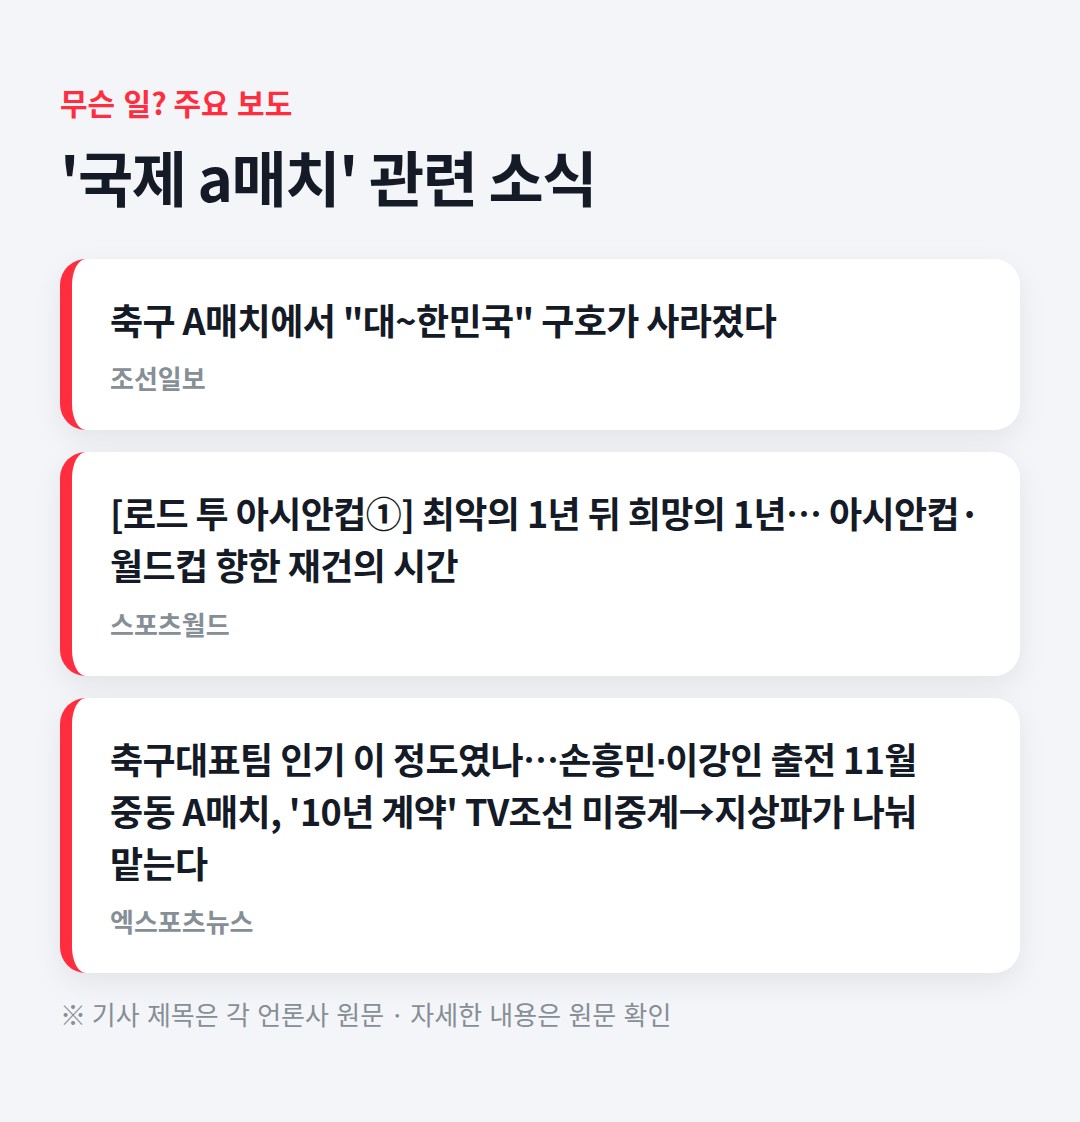 무슨 일? 주요 보도
'국제 a매치' 관련 소식
축구 A매치에서 "대~한민국" 구호가 사라졌다
조선일보
[로드 투 아시안컵①] 최악의 1년 뒤 희망의 1년… 아시안컵·
월드컵 향한 재건의 시간
스포츠월드
축구대표팀 인기 이 정도였나…손흥민·이강인 출전 11월
중동 A매치, '10년 계약' TV조선 미중계→지상파가 나눠
맡는다
엑스포츠뉴스
※ 기사 제목은 각 언론사 원문 · 자세한 내용은 원문 확인